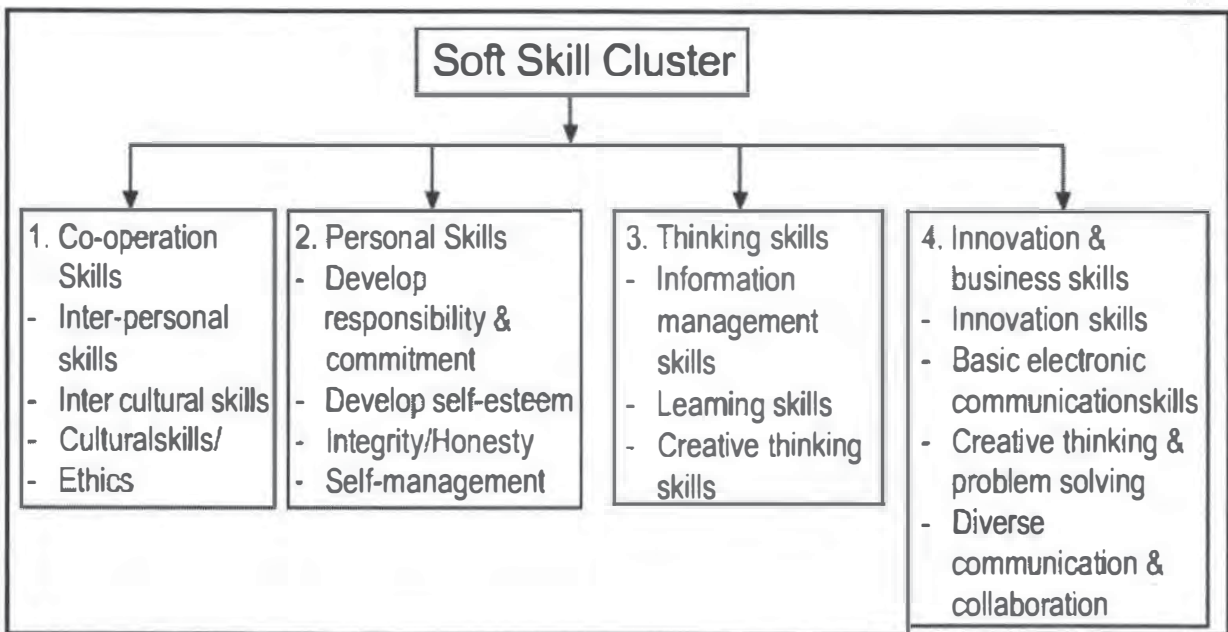 Soft Skill Cluster
1. Co-operation
Skills
- Inter-personal
skills
- Inter cultural skills
- Culturalskills/
- Ethics
2. Personal Skills
- Develop
responsibility &
commitment
- Develop self-esteem
- Integrity/Honesty
- Self-management
3. Thinking skills
- Information
management
skills
- Learning skills
- Creative thinking
skills
4. Innovation &
business skills
- Innovation skills
- Basic electronic
communicationskills
- Creative thinking &
problem solving
- Diverse
communication &
collaboration